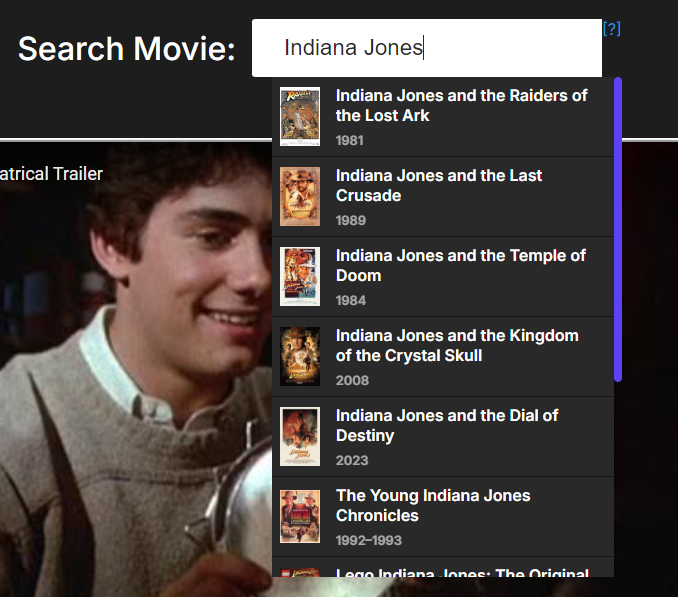 Search Movie:
Indiana Jones
[?]
atrical Trailer
Indiana Jones and the Raiders of
the Lost Ark
1981
Indiana Jones and the Last
Crusade
1989
Indiana Jones and the Temple of
Doom
1984
Indiana Jones and the Kingdom
of the Crystal Skull
2008
Indiana Jones and the Dial of
Destiny
2023
The Young Indiana Jones
Chronicles
1992–1993
Lego Indiana Jones: The Original